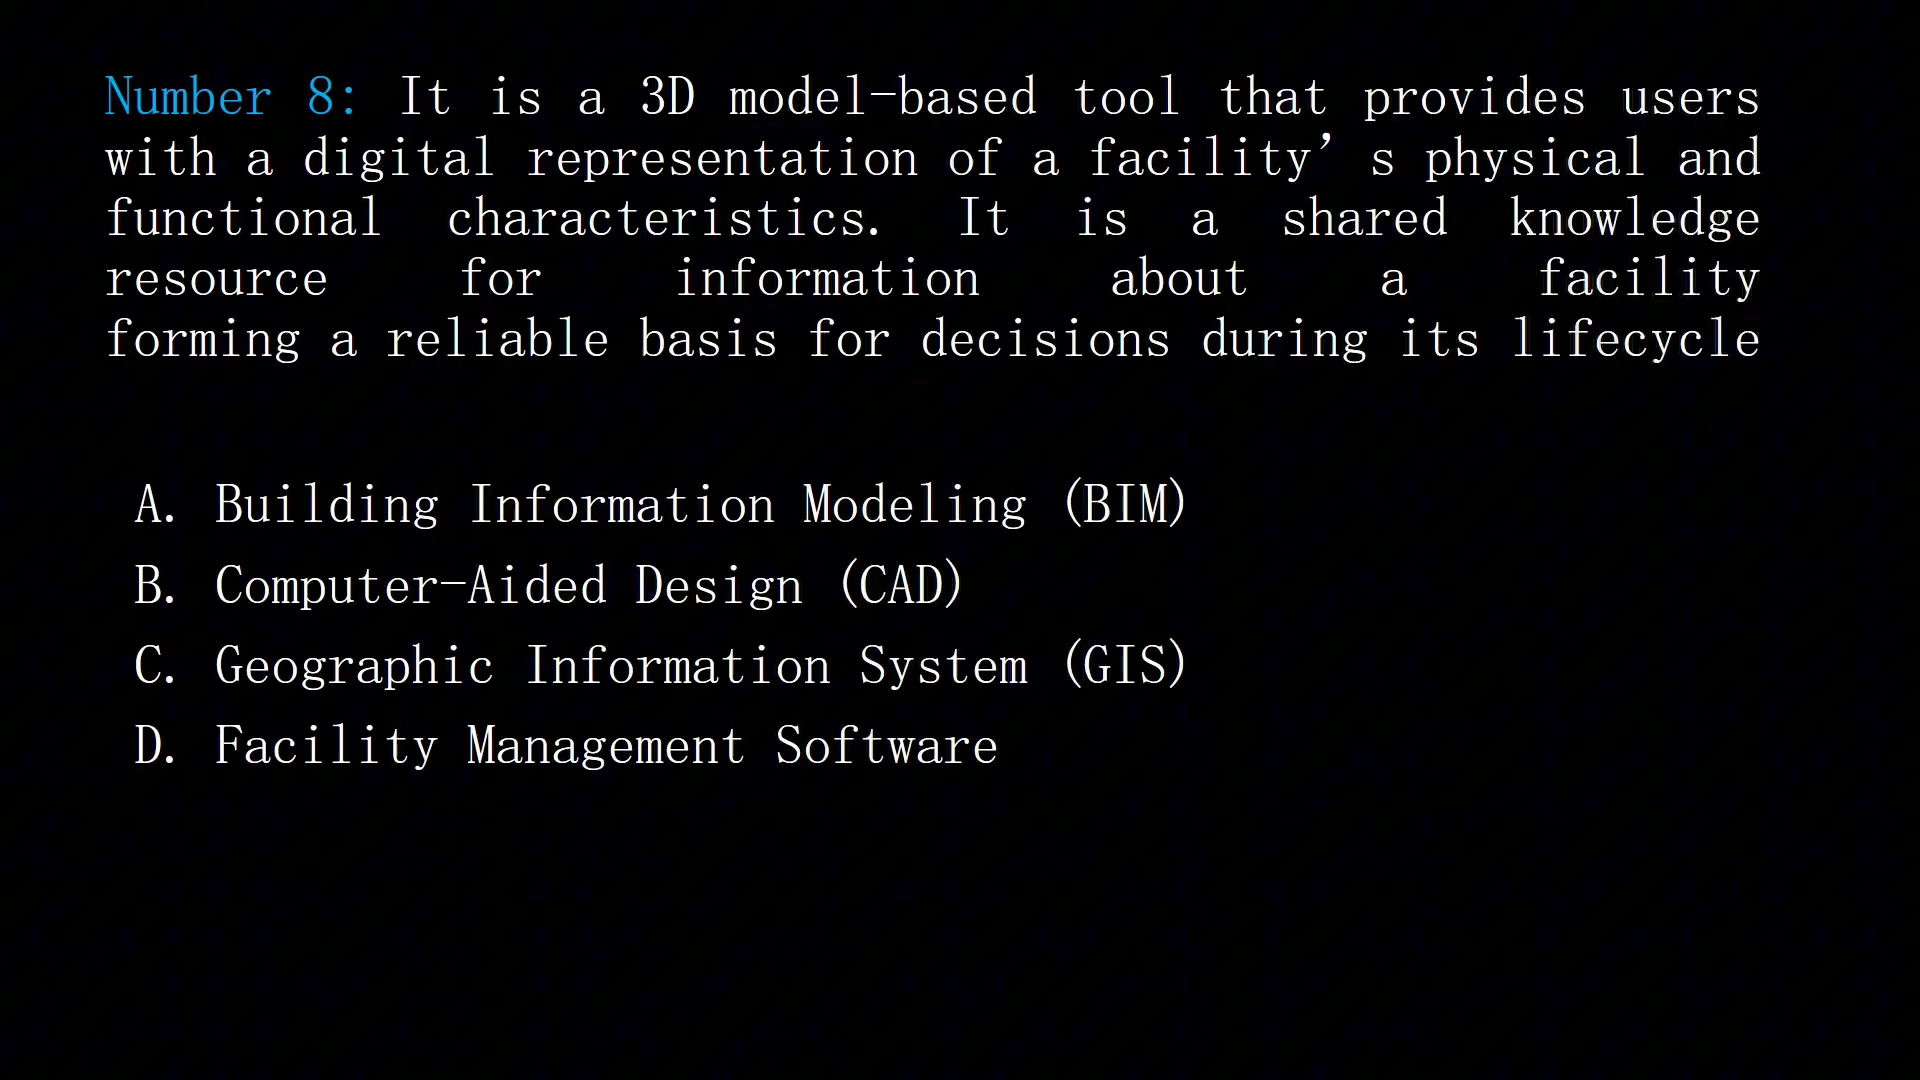 Number 8: It is a 3D model-based tool that provides users
with a digital representation of a facility’s physical and
functional characteristics. It is a shared knowledge
resource for information about a facility
forming a reliable basis for decisions during its lifecycle
A. Building Information Modeling (BIM)
B. Computer-Aided Design (CAD)
C. Geographic Information System (GIS)
D. Facility Management Software